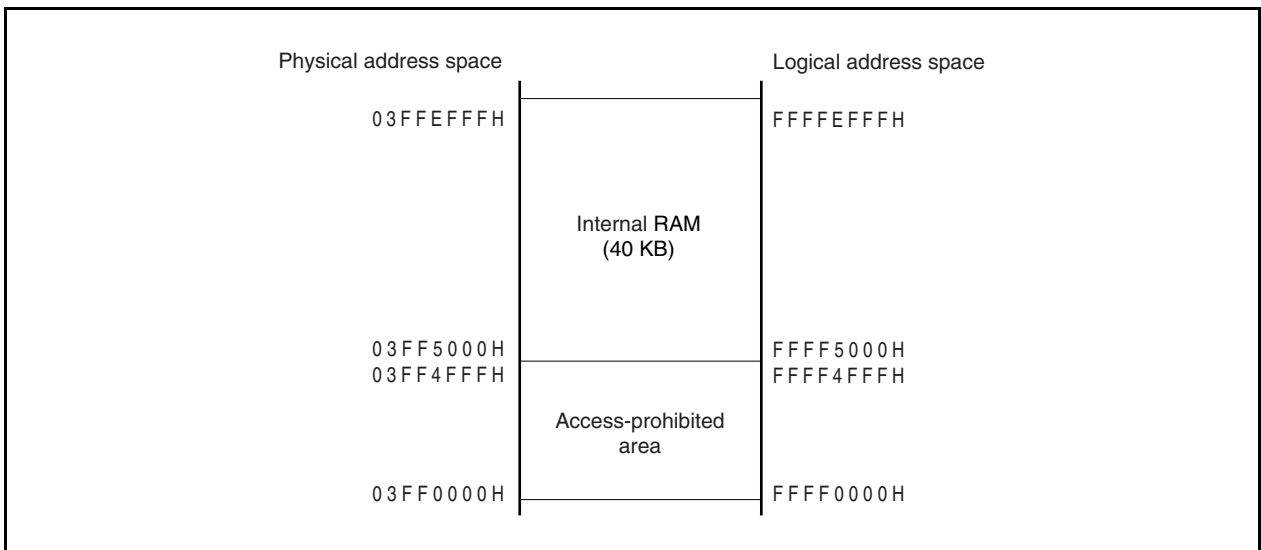 Physical address space
Logical address space
03FFEFFFH
FFFFEFFFH
Internal RAM
(40 KB)
03FF5000H
FFFF5000H
03FF4FFFH
FFFF4FFFH
Access-prohibited
area
03FF0000H
FFFF0000H